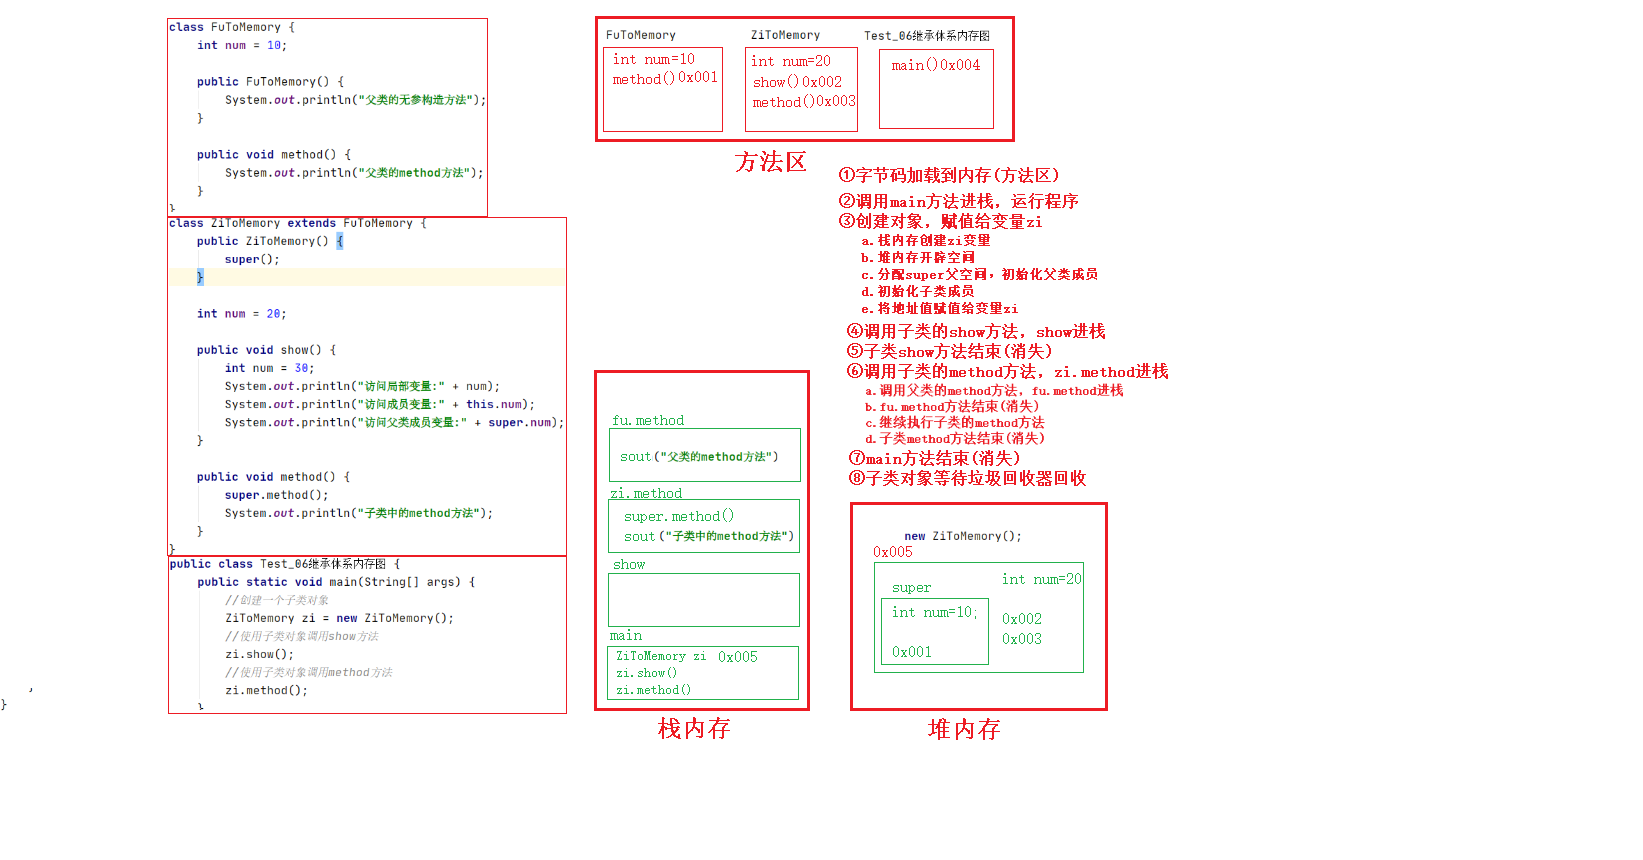 class FuToMemory {
int num = 10;
public FuToMemory() {
System.out.println("父类的无参构造方法");
}
public void method() {
System.out.println("父类的method方法");
}
}
class ZiToMemory extends FuToMemory {
public ZiToMemory() {
super();
}
int num = 20;
public void show() {
int num = 30;
System.out.println("访问局部变量:" + num);
System.out.println("访问成员变量:" + this.num);
System.out.println("访问父类成员变量:" + super.num);
}
public void method() {
super.method();
System.out.println("子类中的method方法");
}
}
public class Test_06继承体系内存图 {
public static void main(String[] args) {
//创建一个子类对象
ZiToMemory zi = new ZiToMemory();
//使用子类对象调用show方法
zi.show();
//使用子类对象调用method方法
zi.method();
}
}
FuToMemory
int num=10
method()0x001
ZiToMemory
int num=20
show()0x002
method()0x003
Test_06继承体系内存图
main()0x004
方法区
①字节码加载到内存(方法区)
②调用main方法进栈，运行程序
③创建对象，赋值给变量zi
a.栈内存创建zi变量
b.堆内存开辟空间
c.分配super父空间，初始化父类成员
d.初始化子类成员
e.将地址值赋值给变量zi
④调用子类的show方法，show进栈
⑤子类show方法结束(消失)
⑥调用子类的method方法，zi.method进栈
a.调用父类的method方法，fu.method进栈
b.fu.method方法结束(消失)
c.继续执行子类的method方法
d.子类method方法结束(消失)
⑦main方法结束(消失)
⑧子类对象等待垃圾回收器回收
fu.method
sout("父类的method方法")
zi.method
super.method()
sout("子类中的method方法")
show
main
ZiToMemory zi 0x005
zi.show()
zi.method()
栈内存
new ZiToMemory();
0x005
super
int num=10;
0x001
int num=20
0x002
0x003
堆内存